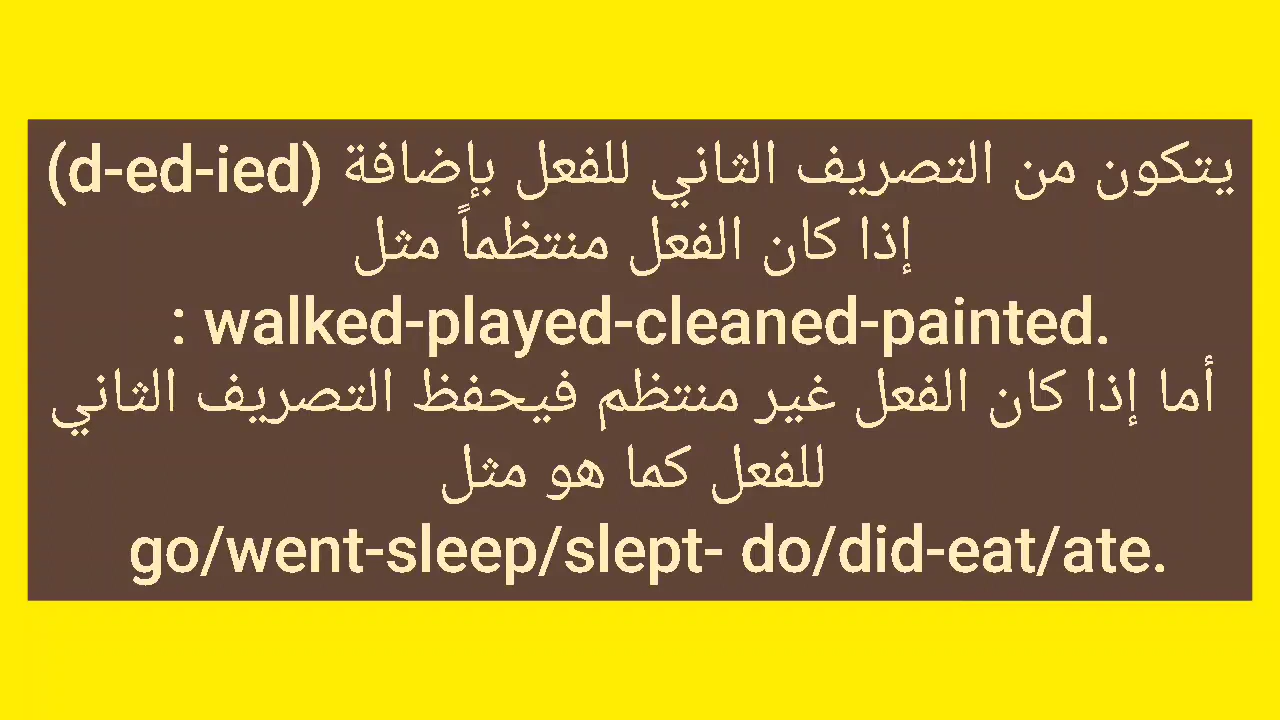 يتكون من التصريف الثاني للفعل بإضافة (d-ed-ied)
إذا كان الفعل منتظماً مثل
: walked-played-cleaned-painted.
أما إذا كان الفعل غير منتظم فيحفظ التصريف الثاني
للفعل كما هو مثل
go/went-sleep/slept- do/did-eat/ate.